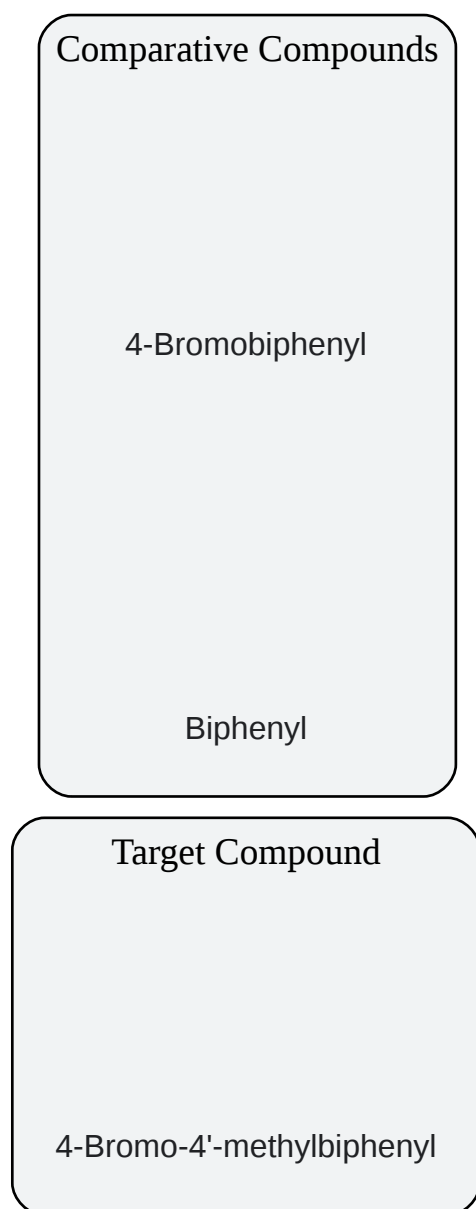 Comparative Compounds
4-Bromobiphenyl
Biphenyl
Target Compound
4-Bromo-4'-methylbiphenyl